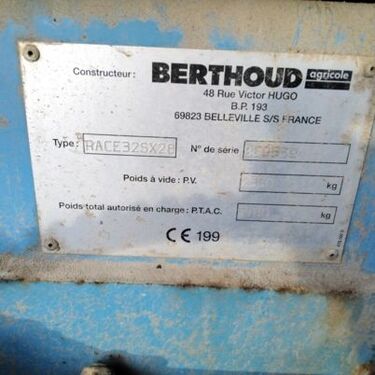 Constructeur: BERTHOUD agricole
48 Rue Victor HUGO
B.P. 193
69823 BELLEVILLE S/S FRANCE
Type: RACE32SX28 N° de série:
Poids à vide: P.V. kg
Poids total autorisé en charge: P.T.A.C. kg
CE 199